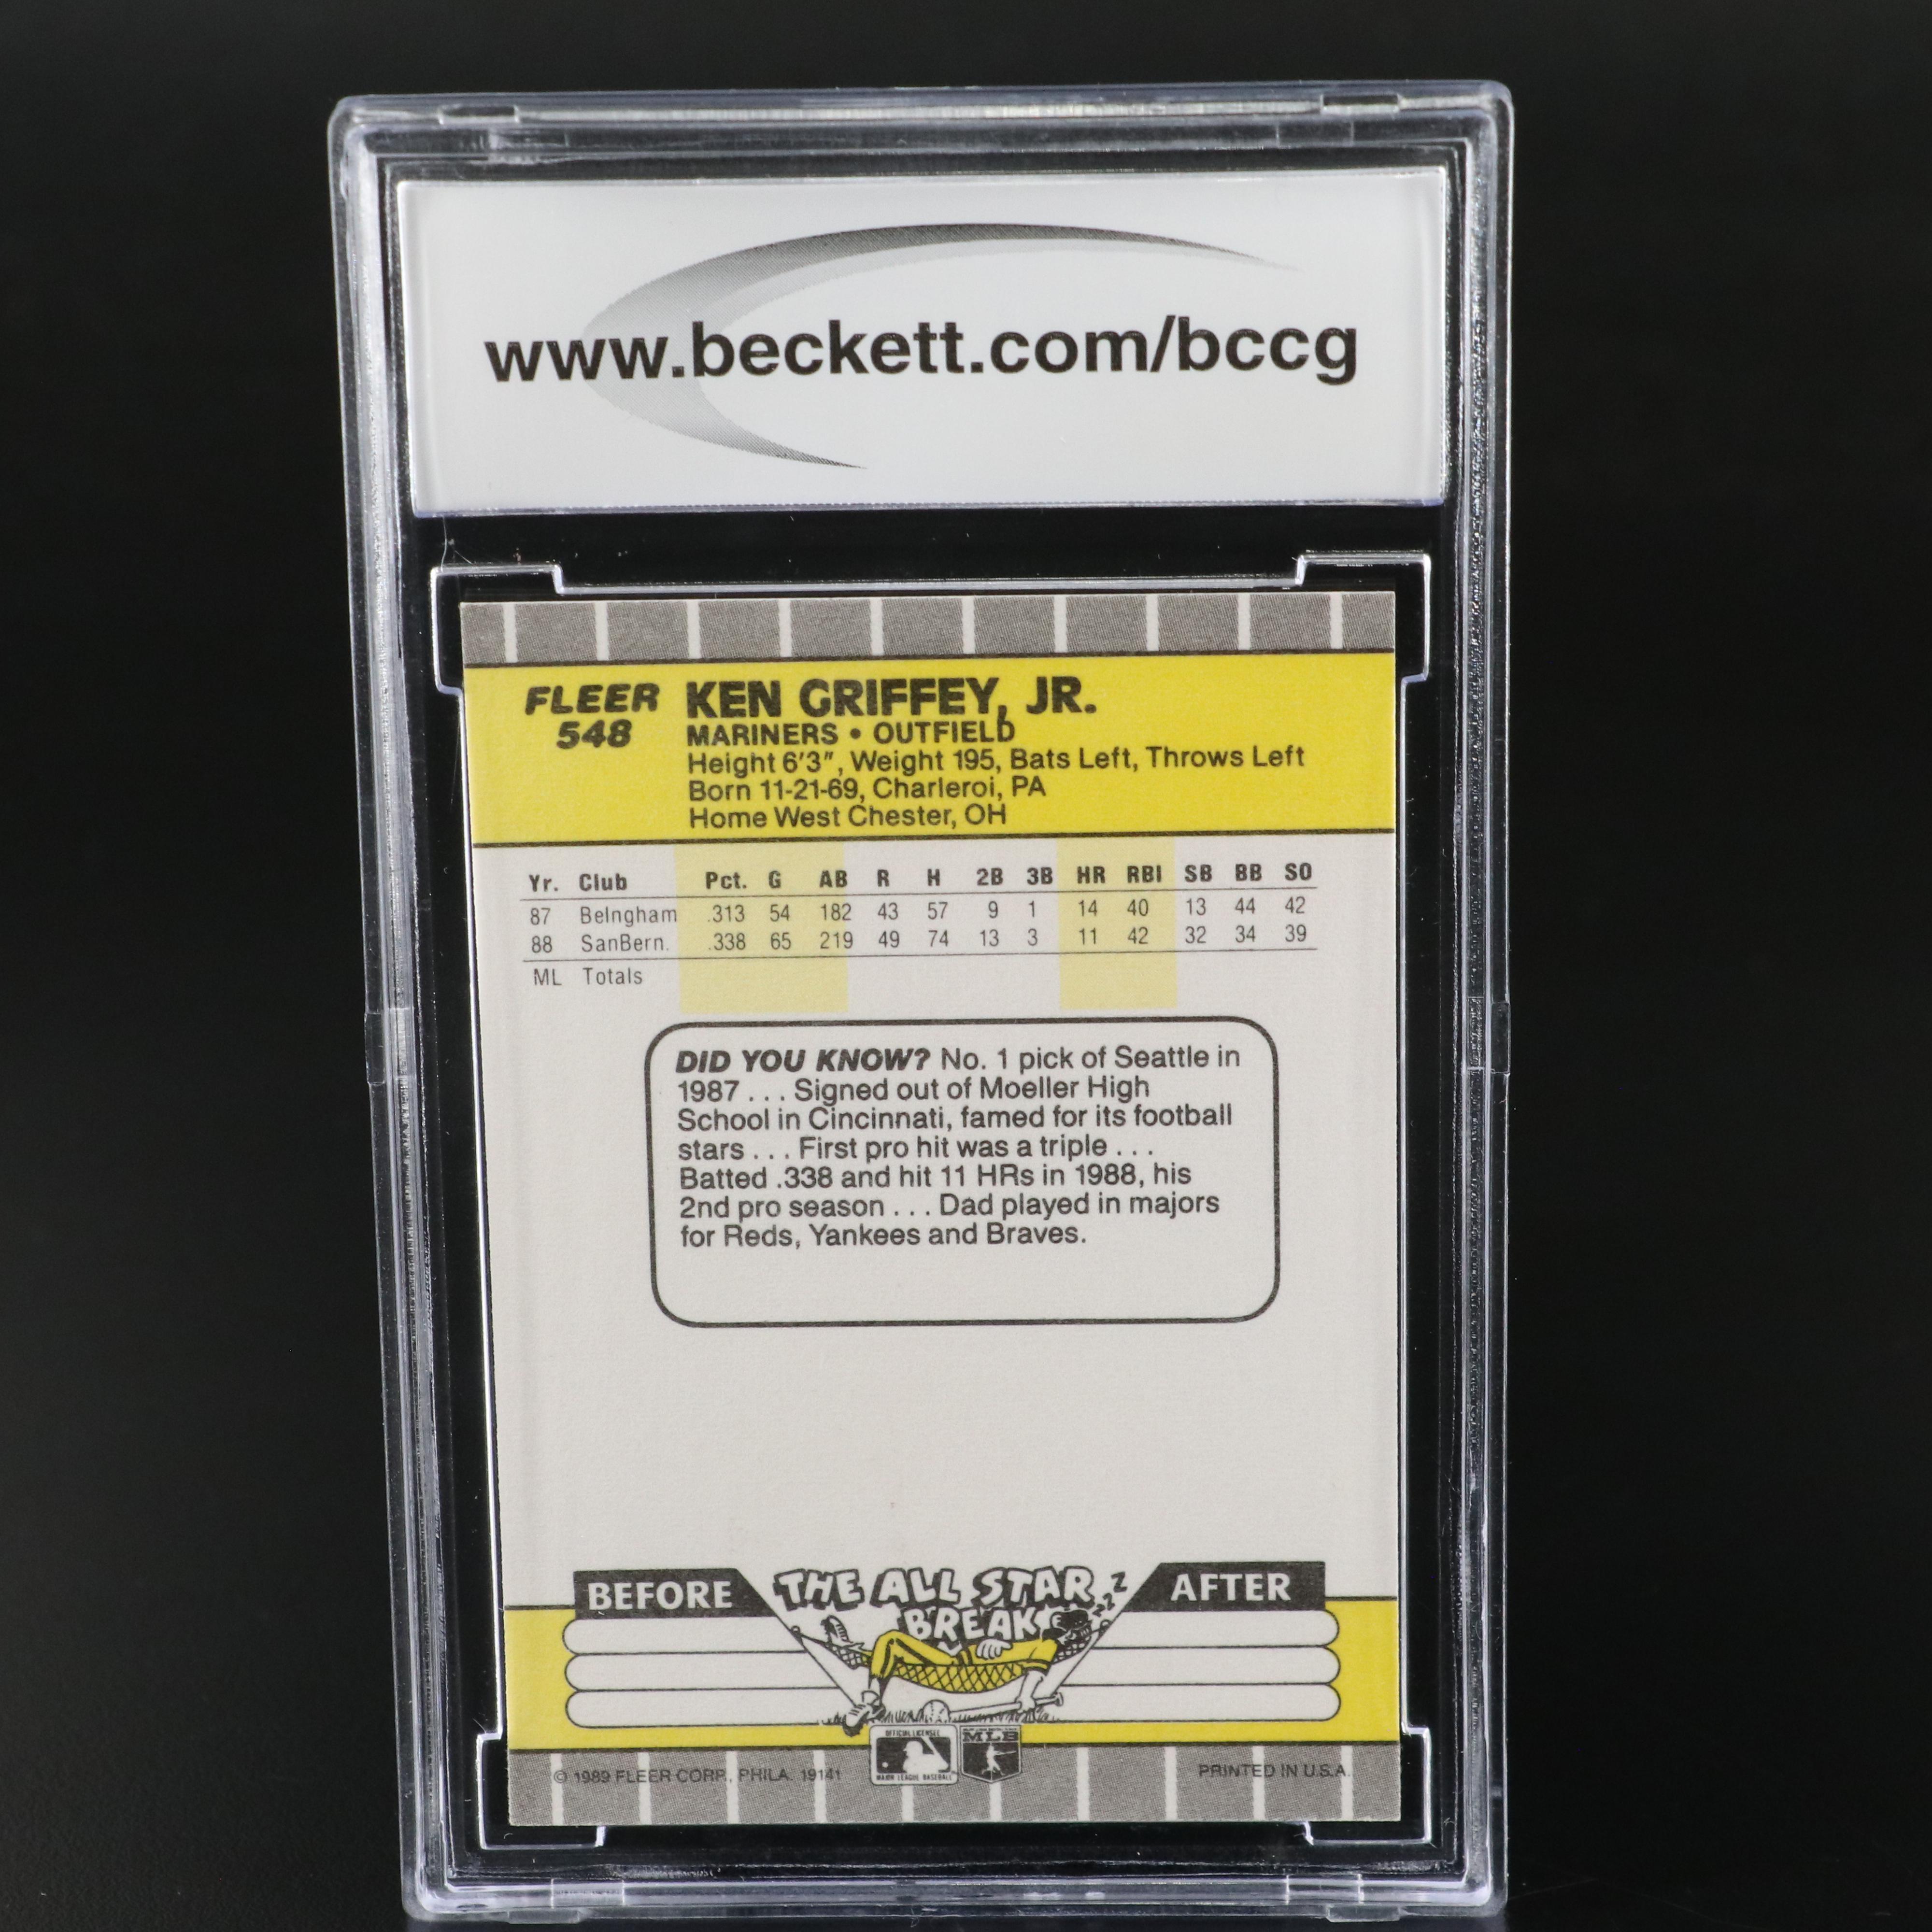 www.beckett.com/bccg
FLEER
548
KEN GRIFFEY, JR.
MARINERS • OUTFIELD
Height 6'3", Weight 195, Bats Left, Throws Left
Born 11-21-69, Charleroi, PA
Home West Chester, OH
Yr. Club Pct. G AB R H 2B 3B HR RBI SB BB SO
87 Belngham .313 54 182 43 57 9 1 14 40 13 44 42
88 SanBern. .338 65 219 49 74 13 3 11 42 32 34 39
ML Totals
DID YOU KNOW? No. 1 pick of Seattle in
1987 . . . Signed out of Moeller High
School in Cincinnati, famed for its football
stars . . . First pro hit was a triple . . .
Batted .338 and hit 11 HRs in 1988, his
2nd pro season . . . Dad played in majors
for Reds, Yankees and Braves.
BEFORE
THE ALL STAR
BREAK
zzzZ
AFTER
OFFICIAL LICENSEE
MAJOR LEAGUE BASEBALL
MLB
© 1989 FLEER CORP., PHILA. 19141
PRINTED IN U.S.A.